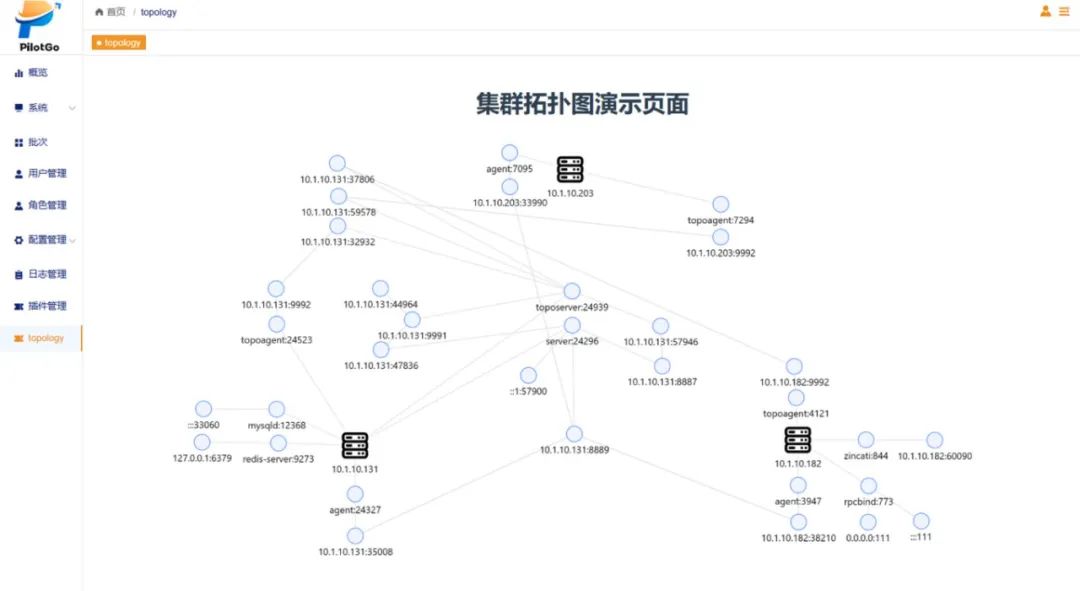 PilotGo
首页 / topology
topology
概览
系统
批次
用户管理
角色管理
配置管理
日志管理
插件管理
topology
集群拓扑图演示页面
10.1.10.131:37806
agent:7095
10.1.10.203
10.1.10.131:59578
10.1.10.203:33990
topoagent:7294
10.1.10.131:32932
10.1.10.203:9992
10.1.10.131:9992
10.1.10.131:44964
toposerver:24939
topoagent:24523
10.1.10.131:9991
server:24296
10.1.10.131:57946
10.1.10.131:47836
::1:57900
10.1.10.131:8887
10.1.10.182:9992
topoagent:4121
:::33060
mysqld:12368
127.0.0.1:6379
redis-server:9273
10.1.10.131
10.1.10.131:8889
10.1.10.182
zincati:844
10.1.10.182:60090
agent:24327
agent:3947
rpcbind:773
10.1.10.131:35008
10.1.10.182:38210
0.0.0.0:111
:::111